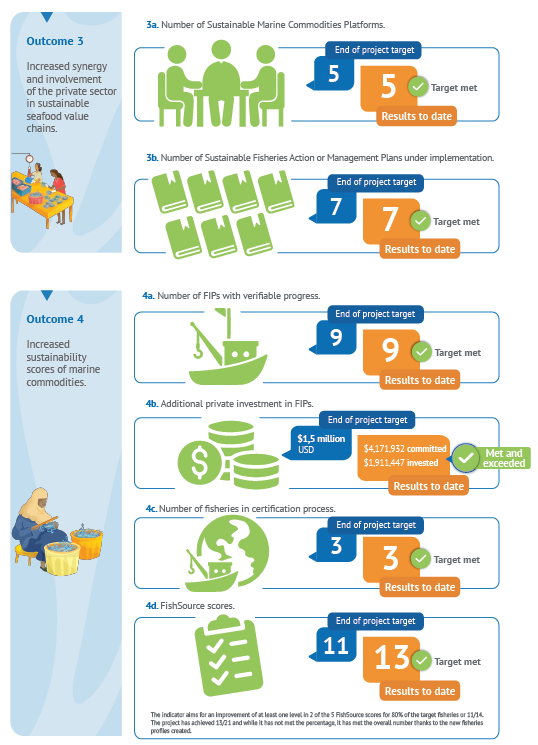 Outcome 3
Increased synergy
and involvement
of the private sector
in sustainable
seafood value
chains.
3a. Number of Sustainable Marine Commodities Platforms.
End of project target
5
5
Target met
Results to date
3b. Number of Sustainable Fisheries Action or Management Plans under implementation.
End of project target
7
7
Target met
Results to date
Outcome 4
Increased
sustainability
scores of marine
commodities.
4a. Number of FIPs with verifiable progress.
End of project target
9
9
Target met
Results to date
4b. Additional private investment in FIPs.
End of project target
$1,5 million
USD
$4,171,932 committed
$1,911,447 invested
Met and
exceeded
Results to date
4c. Number of fisheries in certification process.
End of project target
3
3
Target met
Results to date
4d. FishSource scores.
End of project target
11
13
Target met
Results to date
The indicator aims for an improvement of at least one level in 2 of the 5 FishSource scores for 80% of the target fisheries or 11/14.
The project has achieved 13/21 and while it has not met the percentage, it has met the overall number thanks to the new fisheries
profiles created.